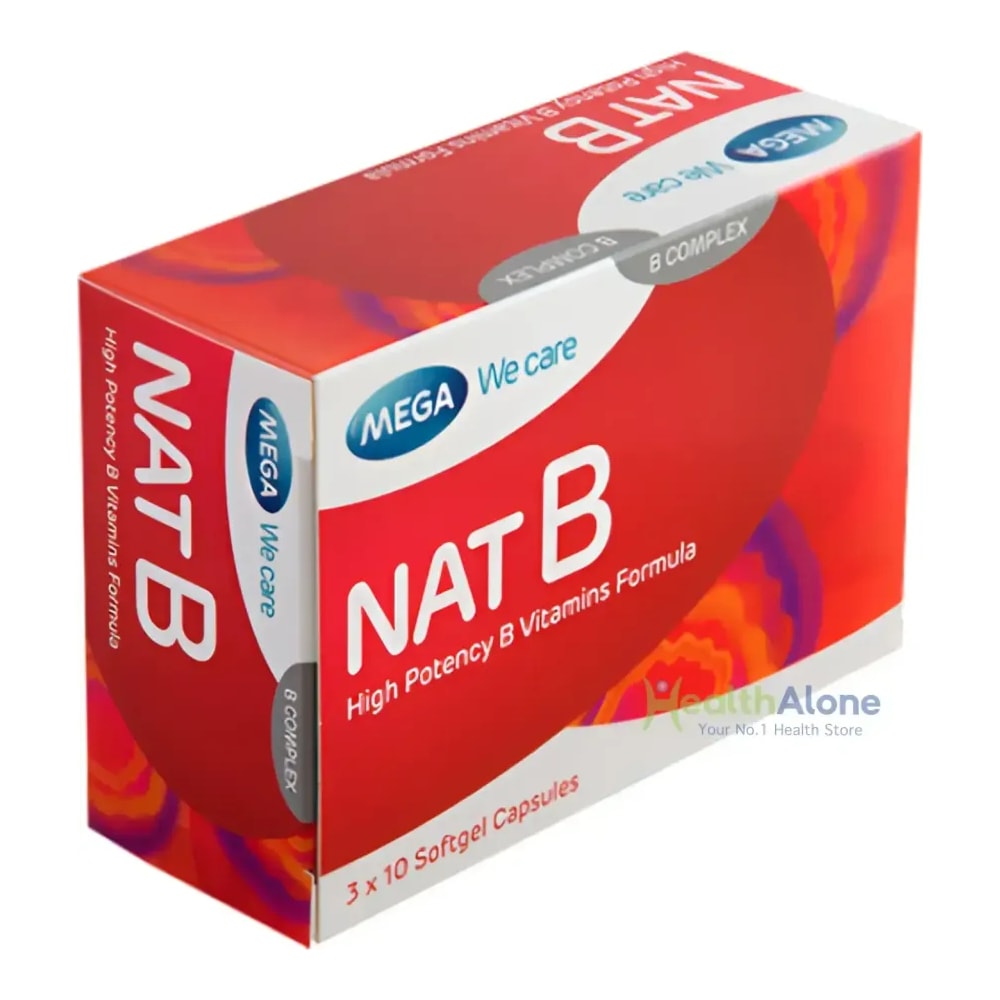 High Potency B Vitamins Formula
NAT B
MEGA We care
B COMPLEX
B COMPLEX
MEGA We care
NAT B
High Potency B Vitamins Formula
3 x 10 Softgel Capsules
NAT B
High Potency B Vitamins Formula
MEGA We care
B COMPLEX
HealthAlone
Your No.1 Health Store